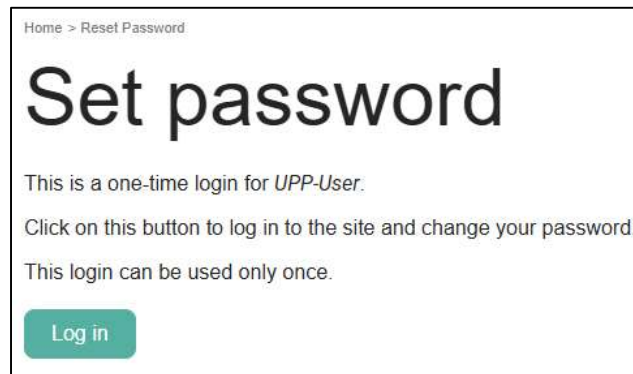 Home > Reset Password
Set password
This is a one-time login for UPP-User.
Click on this button to log in to the site and change your password.
This login can be used only once.
Log in